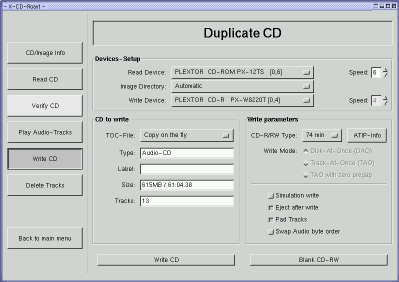 X-CD-Roast
Duplicate CD
CD/Image Info
Read CD
Verify CD
Play Audio-Tracks
Write CD
Delete Tracks
Back to main menu
Devices-Setup
Read Device: PLEXTOR CD-ROM PX-12TS [0,6] Speed: 6
Image Directory: Automatic
Write Device: PLEXTOR CD-R PX-W8220T [0,4] Speed: 4
CD to write
TOC-File: Copy on the fly
Type: Audio-CD
Label:
Size: 615MB / 61:04.38
Tracks: 13
Write parameters
CD-R/RW Type: 74 min ATIP-Info
Write Mode: Disk-At-Once (DAO)
Track-At-Once (TAO)
TAO with zero pregap
Simulation write
Eject after write
Pad Tracks
Swap Audio byte order
Write CD
Blank CD-RW